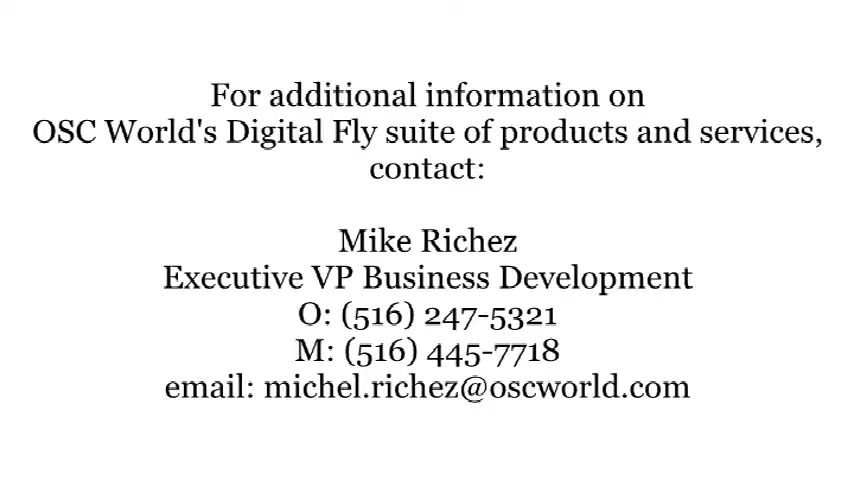 For additional information on
OSC World's Digital Fly suite of products and services,
contact:
Mike Richez
Executive VP Business Development
O: (516) 247-5321
M: (516) 445-7718
email: michel.richez@oscworld.com